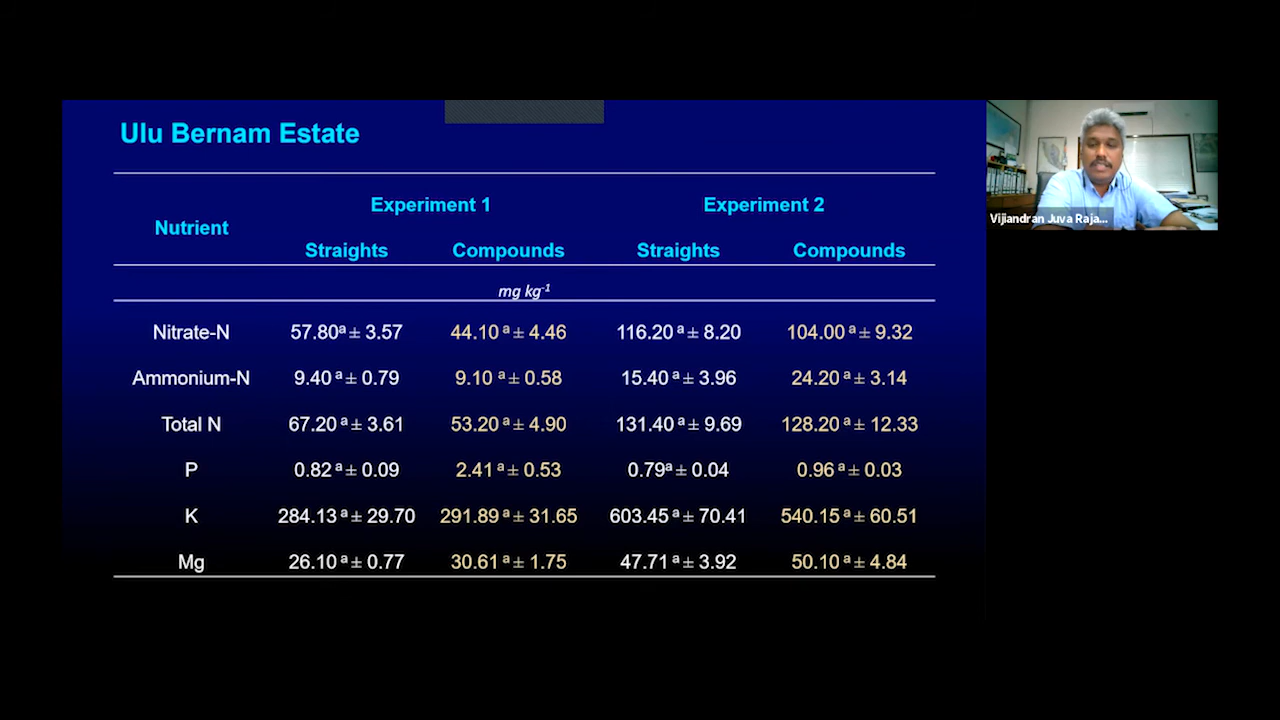 Ulu Bernam Estate
Experiment 1 Experiment 2
Nutrient
Straights Compounds Straights Compounds
mg kg⁻¹
Nitrate-N 57.80ᵃ ± 3.57 44.10 ᵃ ± 4.46 116.20 ᵃ ± 8.20 104.00 ᵃ ± 9.32
Ammonium-N 9.40 ᵃ ± 0.79 9.10 ᵃ ± 0.58 15.40 ᵃ ± 3.96 24.20 ᵃ ± 3.14
Total N 67.20 ᵃ ± 3.61 53.20 ᵃ ± 4.90 131.40 ᵃ ± 9.69 128.20 ᵃ ± 12.33
P 0.82 ᵃ ± 0.09 2.41 ᵃ ± 0.53 0.79ᵃ ± 0.04 0.96 ᵃ ± 0.03
K 284.13 ᵃ ± 29.70 291.89 ᵃ ± 31.65 603.45 ᵃ ± 70.41 540.15 ᵃ ± 60.51
Mg 26.10 ᵃ ± 0.77 30.61 ᵃ ± 1.75 47.71 ᵃ ± 3.92 50.10 ᵃ ± 4.84
Vijiandran Juva Raja...